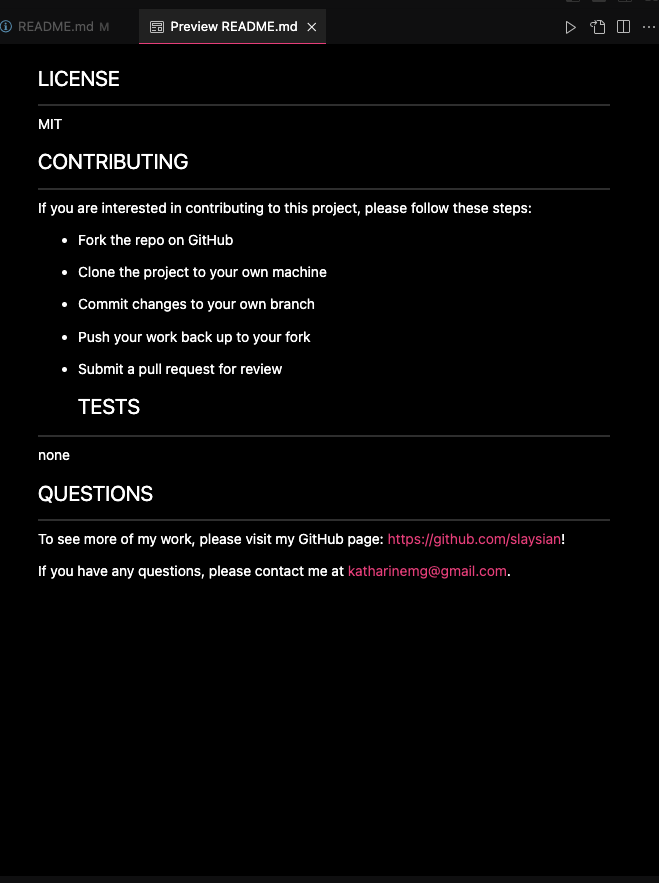 README.md M
Preview README.md
LICENSE
MIT
CONTRIBUTING
If you are interested in contributing to this project, please follow these steps:
Fork the repo on GitHub
Clone the project to your own machine
Commit changes to your own branch
Push your work back up to your fork
Submit a pull request for review
TESTS
none
QUESTIONS
To see more of my work, please visit my GitHub page: https://github.com/slaysian!
If you have any questions, please contact me at katharinemg@gmail.com.